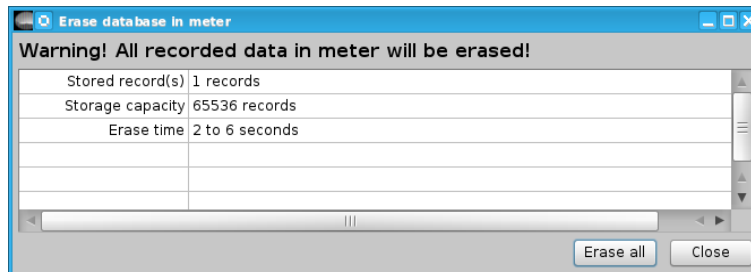 Erase database in meter
Warning! All recorded data in meter will be erased!
Stored record(s) 1 records
Storage capacity 65536 records
Erase time 2 to 6 seconds
Erase all Close